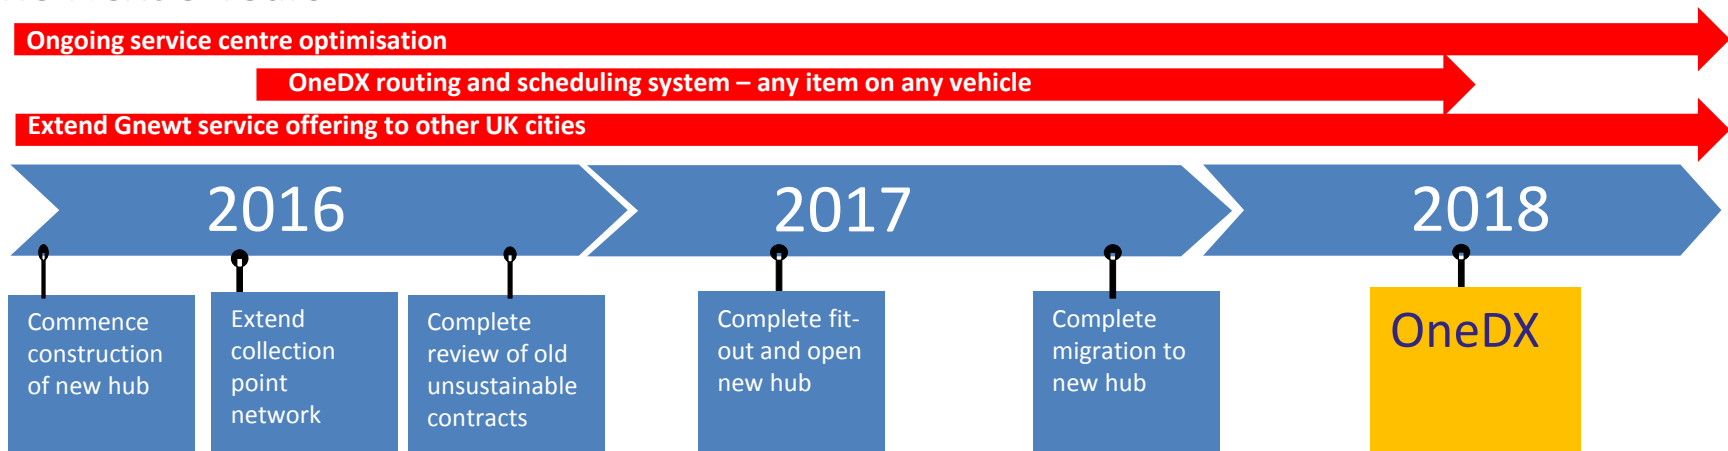 Ongoing service centre optimisation
OneDX routing and scheduling system – any item on any vehicle
Extend Gnewt service offering to other UK cities
2016
2017
2018
Commence
construction
of new hub
Extend
collection
point
network
Complete
review of old
unsustainable
contracts
Complete fit-
out and open
new hub
Complete
migration to
new hub
OneDX